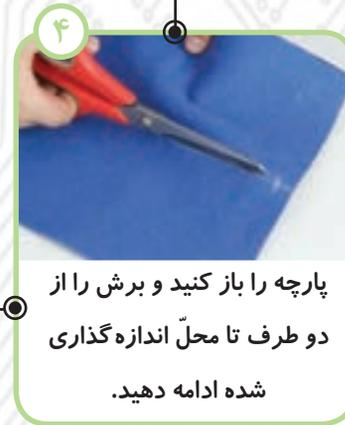 ۴
پارچه را باز کنید و برش را از
دو طرف تا محلّ اندازه‌گذاری
شده ادامه دهید.